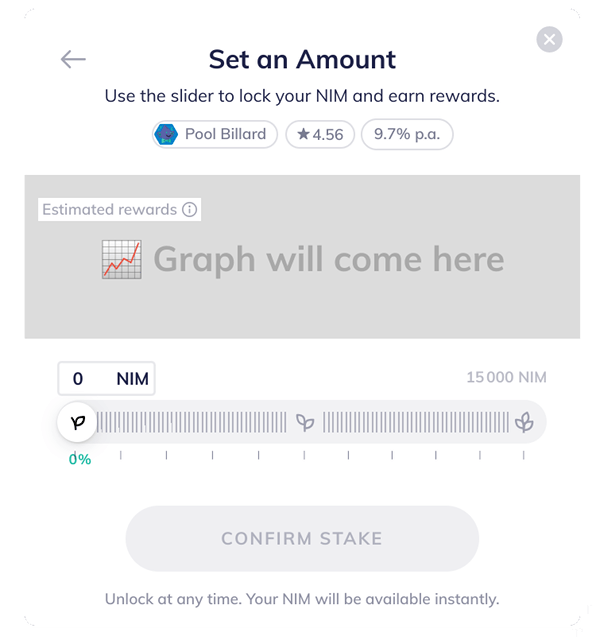 Set an Amount
Use the slider to lock your NIM and earn rewards.
Pool Billard ★4.56 9.7% p.a.
Estimated rewards
Graph will come here
0 NIM 15 000 NIM
0%
CONFIRM STAKE
Unlock at any time. Your NIM will be available instantly.